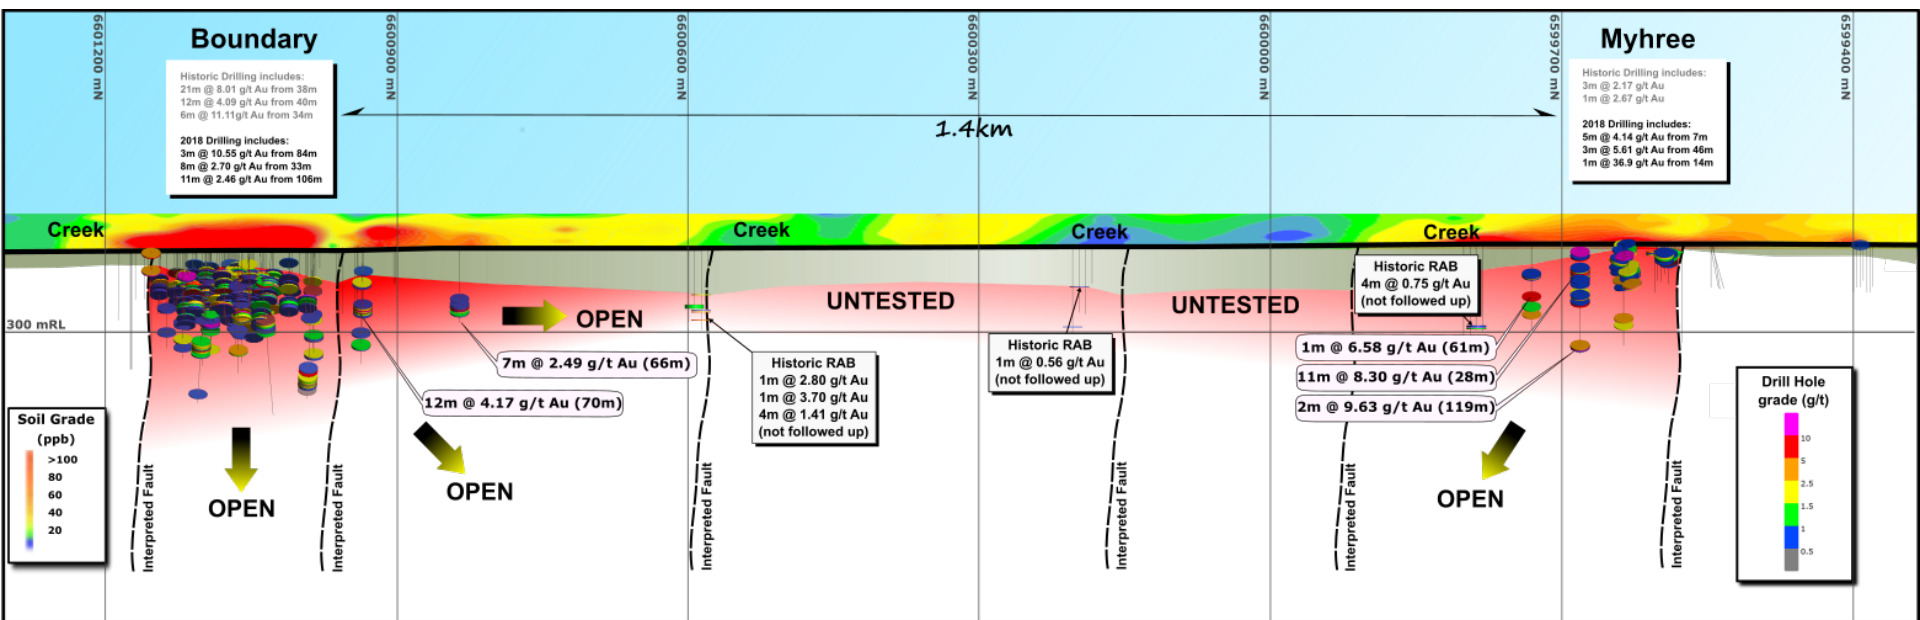 6601200 mN
6600900 mN
6600600 mN
6600300 mN
6600000 mN
6599700 mN
6599400 mN
Boundary
Historic Drilling includes:
21m @ 8.01 g/t Au from 38m
12m @ 4.09 g/t Au from 40m
6m @ 11.11g/t Au from 34m
2018 Drilling includes:
3m @ 10.55 g/t Au from 84m
8m @ 2.70 g/t Au from 33m
11m @ 2.46 g/t Au from 106m
1.4km
Myhree
Historic Drilling includes:
3m @ 2.17 g/t Au
1m @ 2.67 g/t Au
2018 Drilling includes:
5m @ 4.14 g/t Au from 7m
3m @ 5.61 g/t Au from 46m
1m @ 36.9 g/t Au from 14m
Creek
Creek
Creek
Creek
300 mRL
OPEN
UNTESTED
UNTESTED
Historic RAB
4m @ 0.75 g/t Au
(not followed up)
7m @ 2.49 g/t Au (66m)
12m @ 4.17 g/t Au (70m)
Historic RAB
1m @ 2.80 g/t Au
1m @ 3.70 g/t Au
4m @ 1.41 g/t Au
(not followed up)
Historic RAB
1m @ 0.56 g/t Au
(not followed up)
1m @ 6.58 g/t Au (61m)
11m @ 8.30 g/t Au (28m)
2m @ 9.63 g/t Au (119m)
Soil Grade
(ppb)
>100
80
60
40
20
Interpreted Fault
OPEN
Interpreted Fault
OPEN
Interpreted Fault
Interpreted Fault
Interpreted Fault
OPEN
Interpreted Fault
Drill Hole
grade (g/t)
10
5
2.5
1.5
1
0.5